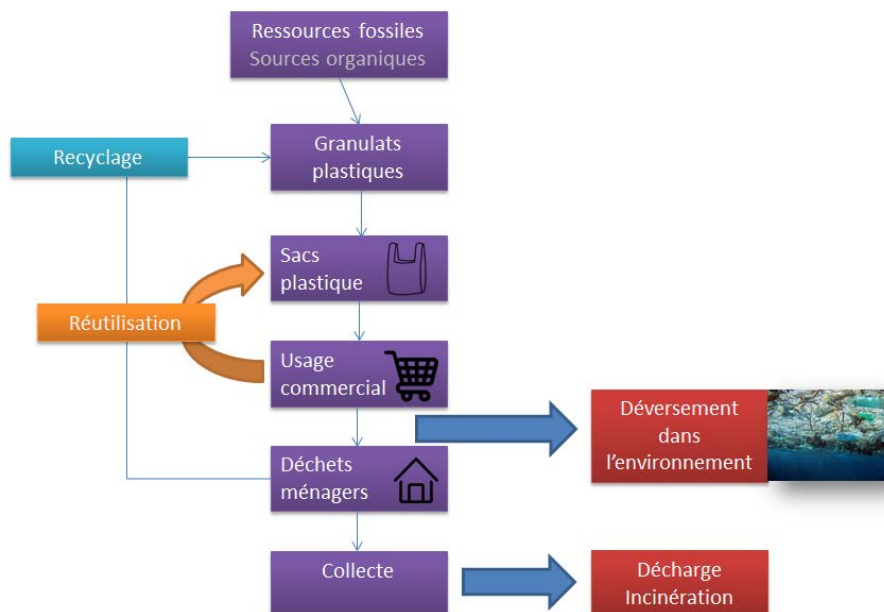 Ressources fossiles
Sources organiques
Recyclage
Granulats
plastiques
Sacs
plastique
Réutilisation
Usage
commercial
Déversement
dans
l'environnement
Déchets
ménagers
Collecte
Décharge
Incinération